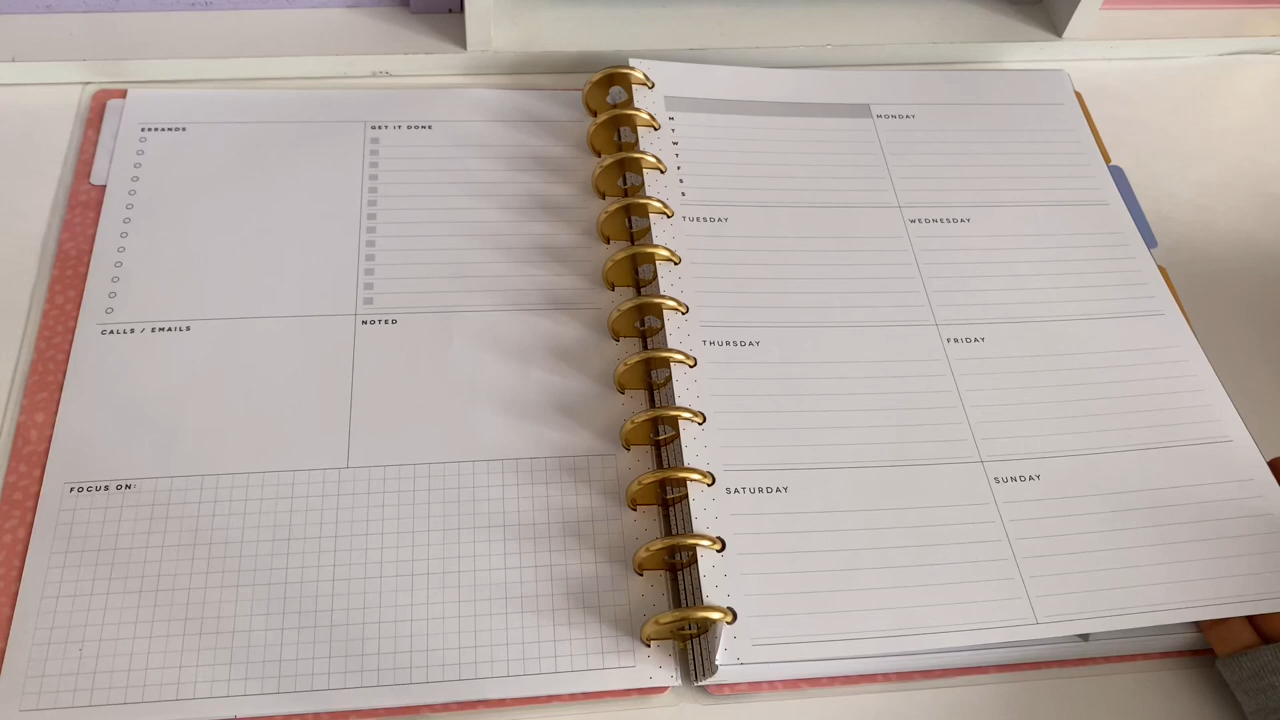 ERRANDS
GET IT DONE
CALLS / EMAILS
NOTED
FOCUS ON:
M
T
W
T
F
S
S
MONDAY
TUESDAY
WEDNESDAY
THURSDAY
FRIDAY
SATURDAY
SUNDAY